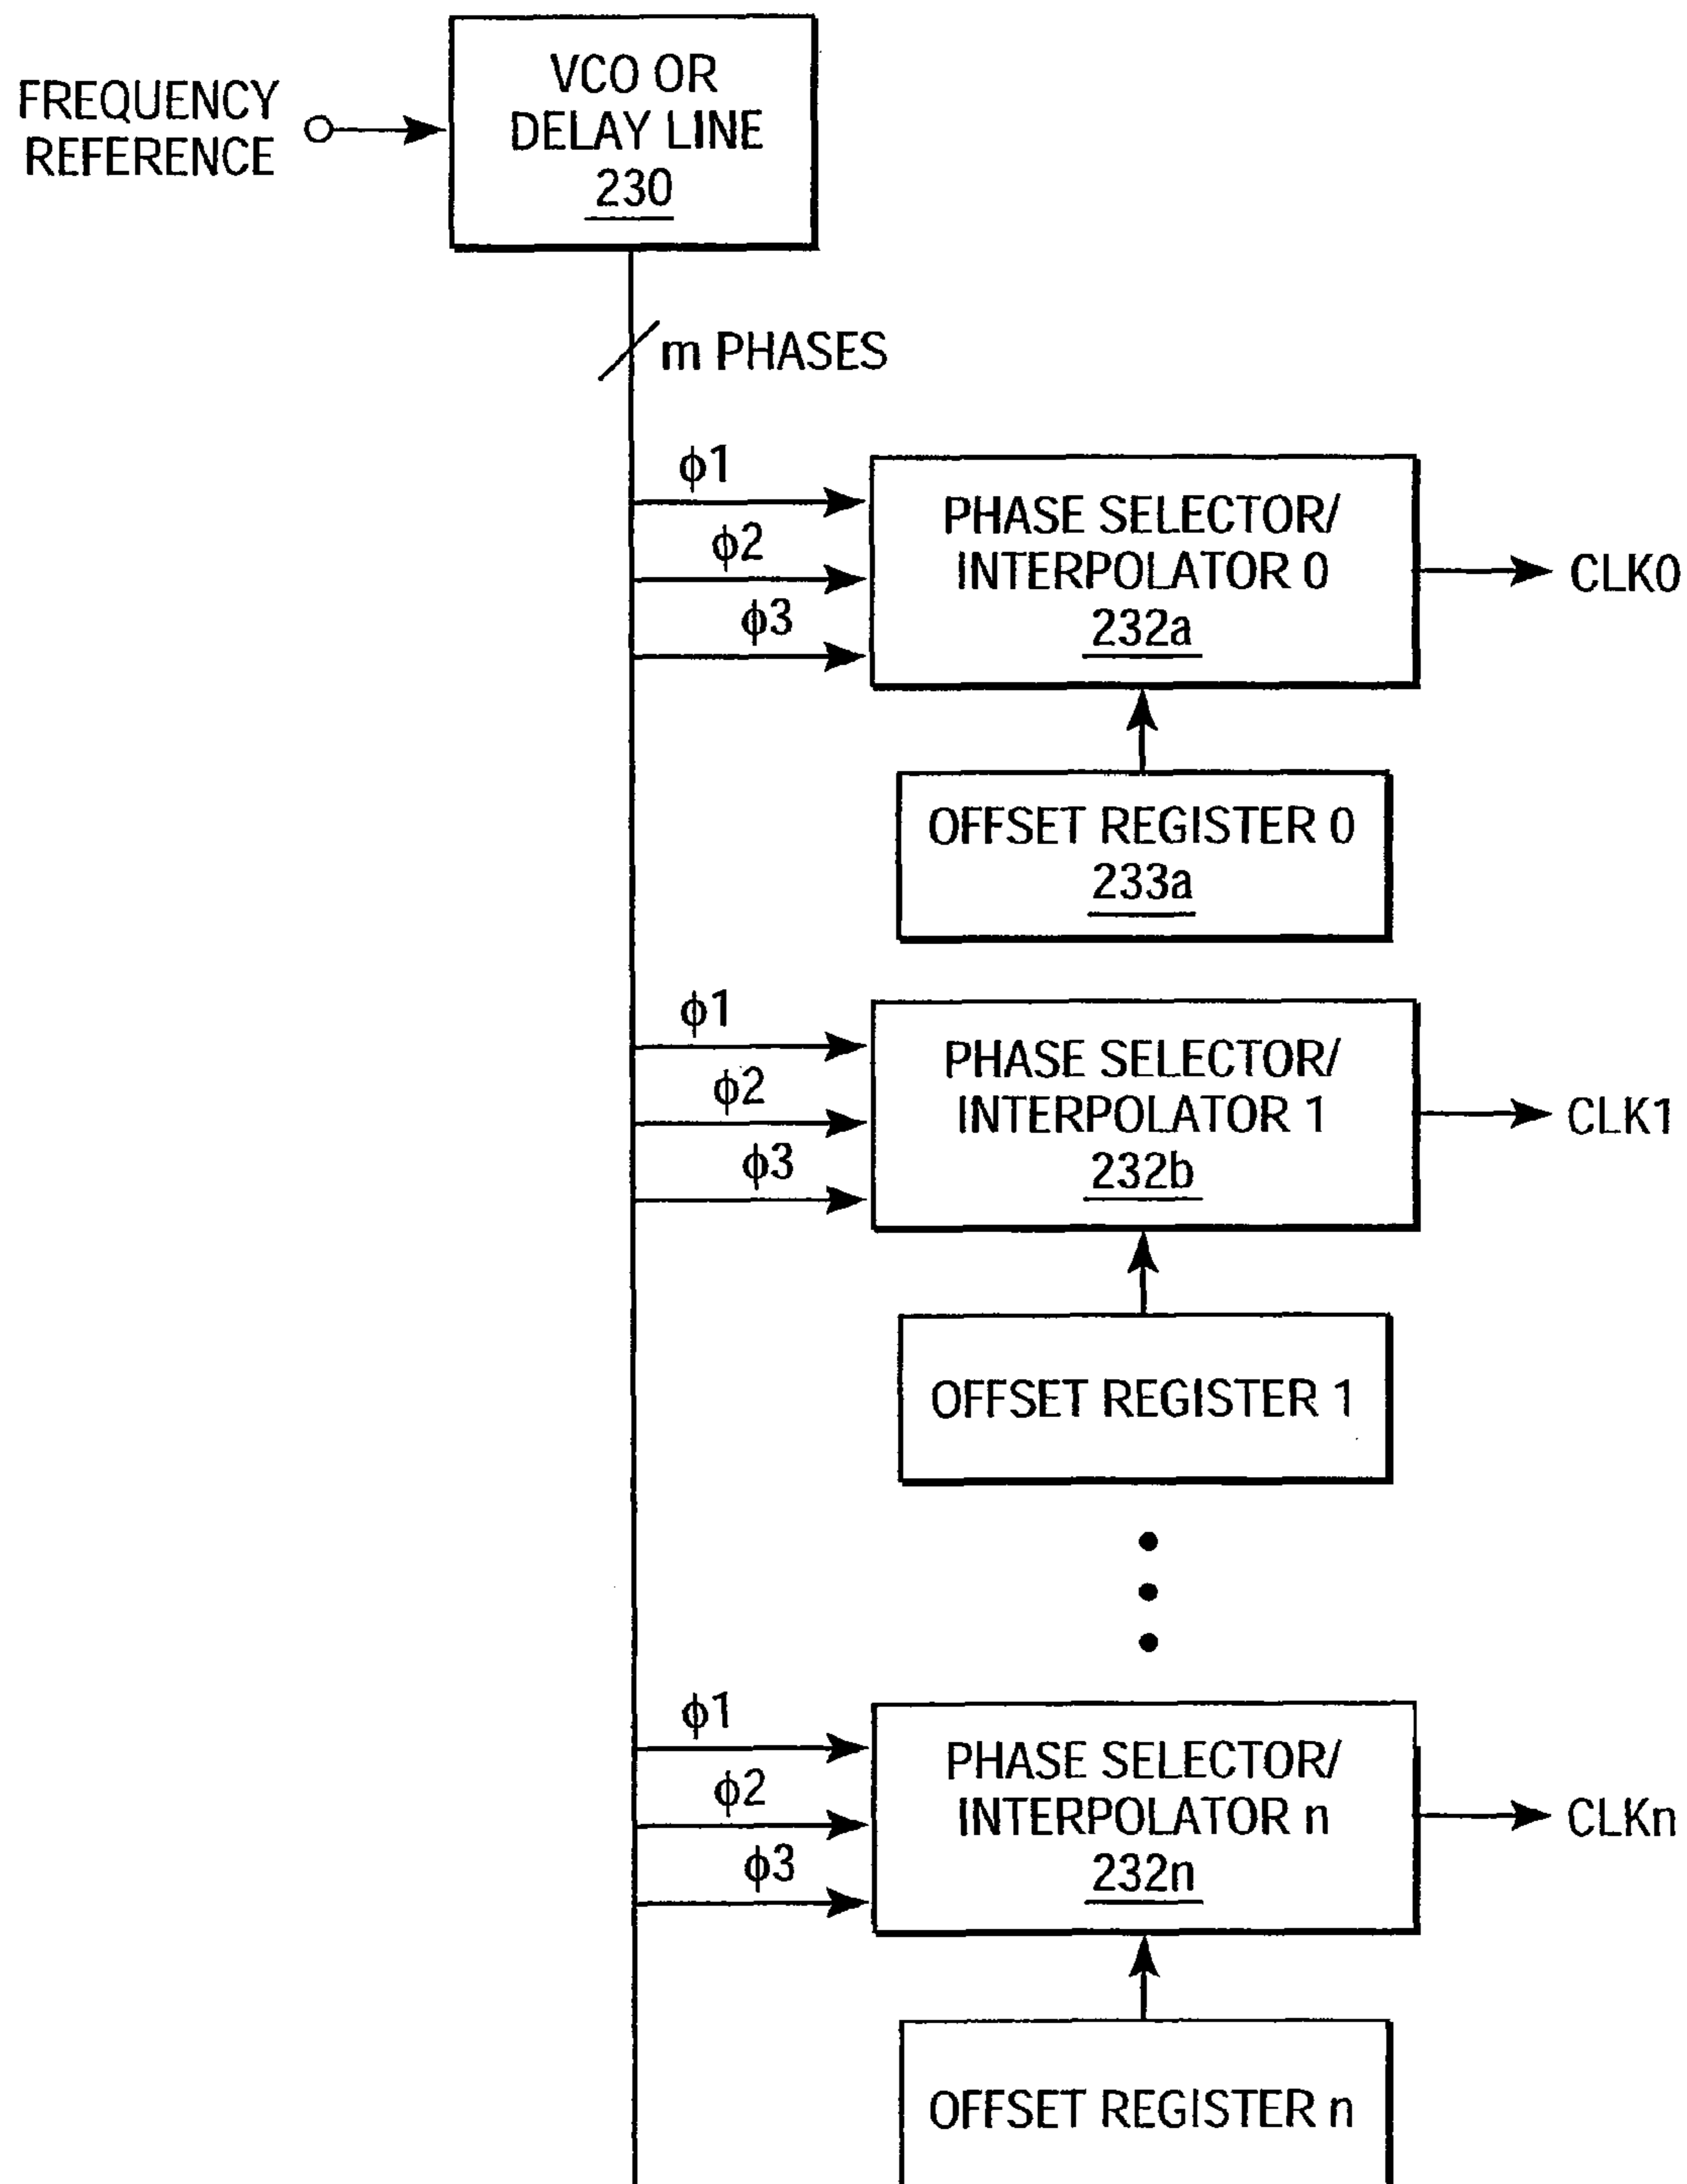 FREQUENCY
REFERENCE
VCO OR
DELAY LINE
230
m PHASES
ϕ1
ϕ2
ϕ3
PHASE SELECTOR/
INTERPOLATOR 0
232a
CLK0
OFFSET REGISTER 0
233a
ϕ1
ϕ2
ϕ3
PHASE SELECTOR/
INTERPOLATOR 1
232b
CLK1
OFFSET REGISTER 1
ϕ1
ϕ2
ϕ3
PHASE SELECTOR/
INTERPOLATOR n
232n
CLKn
OFFSET REGISTER n